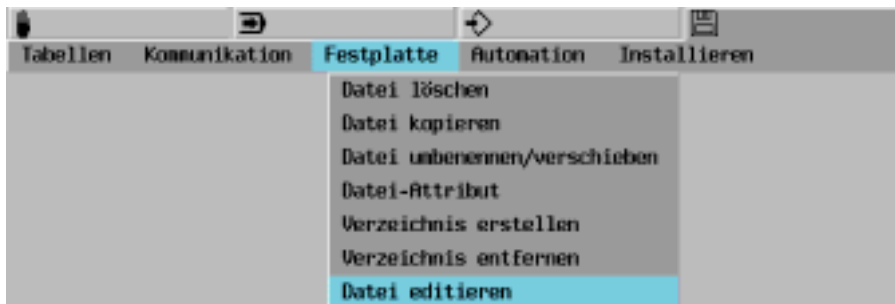 Tabellen Kommunikation Festplatte Automation Installieren
Datei löschen
Datei kopieren
Datei umbenennen/verschieben
Datei-Attribut
Verzeichnis erstellen
Verzeichnis entfernen
Datei editieren